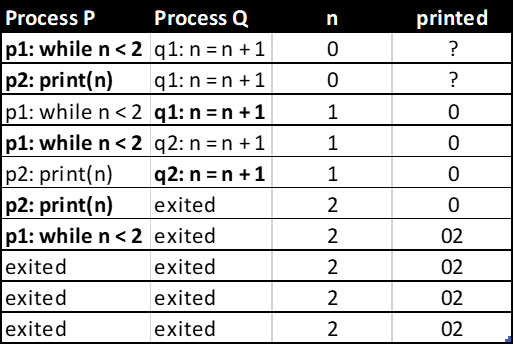 Process P Process Q n printed
p1: while n < 2 q1: n = n + 1 0 ?
p2: print(n) q1: n = n + 1 0 ?
p1: while n < 2 q1: n = n + 1 1 0
p1: while n < 2 q2: n = n + 1 1 0
p2: print(n) q2: n = n + 1 1 0
p2: print(n) exited 2 0
p1: while n < 2 exited 2 02
exited exited 2 02
exited exited 2 02
exited exited 2 02